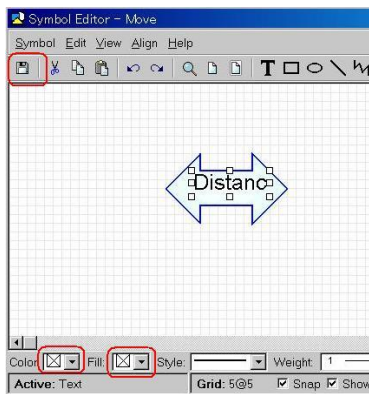 Symbol Editor - Move
Symbol Edit View Align Help
T
Distanc
Color: Fill: Style: Weight: 1
Active: Text Grid: 5@5 Snap Show